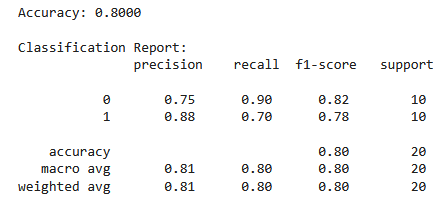 Accuracy: 0.8000
Classification Report:
precision recall f1-score support
0 0.75 0.90 0.82 10
1 0.88 0.70 0.78 10
accuracy 0.80 20
macro avg 0.81 0.80 0.80 20
weighted avg 0.81 0.80 0.80 20